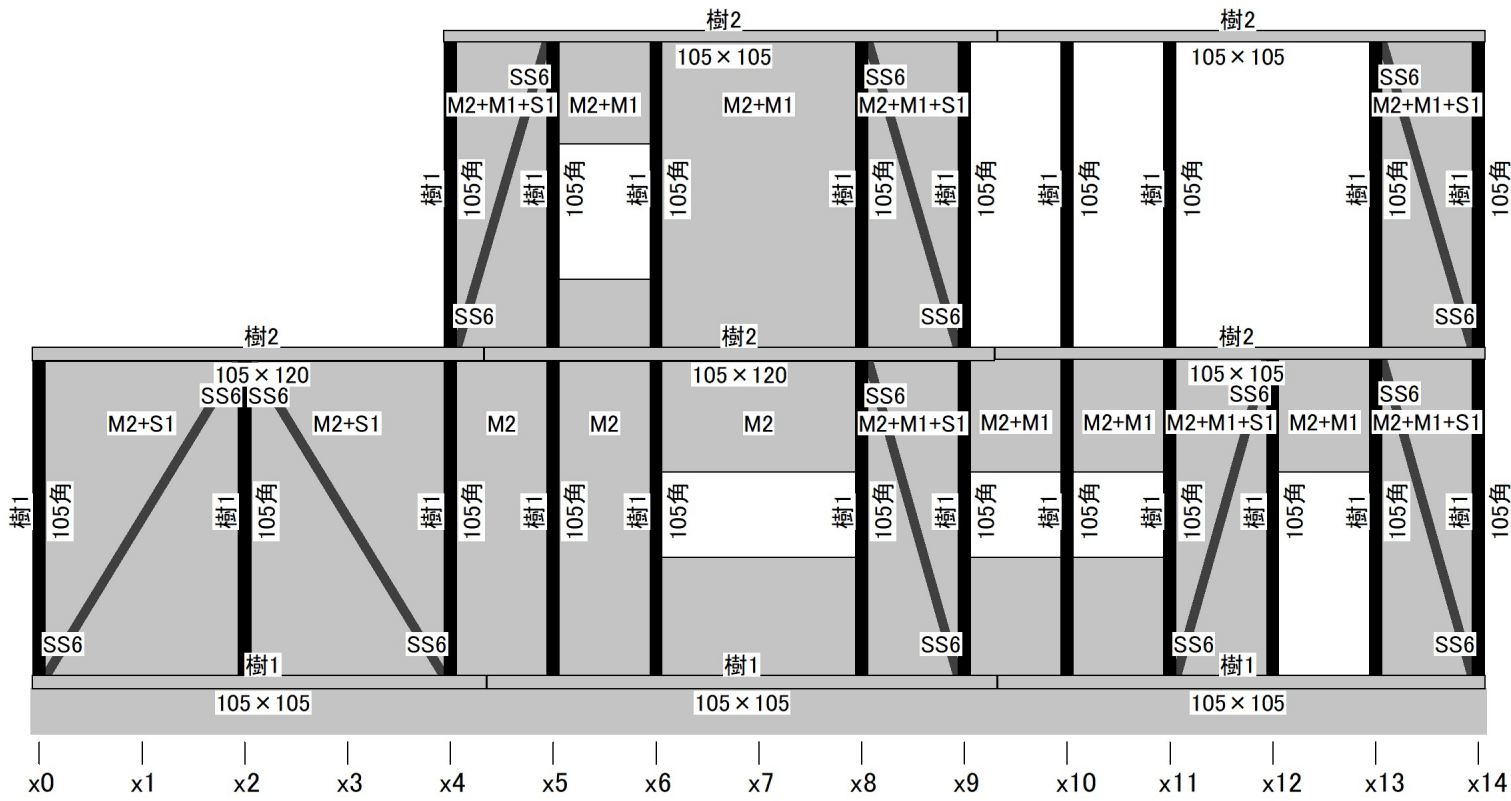 樹2 樹2
105×105 105×105
SS6 SS6 SS6
M2+M1+S1 M2+M1 M2+M1 M2+M1+S1 M2+M1+S1
樹1 105角 樹1 105角 樹1 105角 樹1 105角 樹1 105角 樹1 105角 樹1 105角 樹1 105角 樹1 105角
SS6 SS6 SS6
樹2 樹2 樹2
105×120 105×120 105×105
SS6 SS6 SS6 SS6 SS6
M2+S1 M2+S1 M2 M2 M2 M2+M1+S1 M2+M1 M2+M1 M2+M1+S1 M2+M1 M2+M1+S1
樹1 105角 樹1 105角 樹1 105角 樹1 105角 樹1 105角 樹1 105角 樹1 105角 樹1 105角 樹1 105角 樹1 105角 樹1 105角 樹1 105角
SS6 SS6 SS6 SS6 SS6
樹1 樹1 樹1
105×105 105×105 105×105
x0 x1 x2 x3 x4 x5 x6 x7 x8 x9 x10 x11 x12 x13 x14